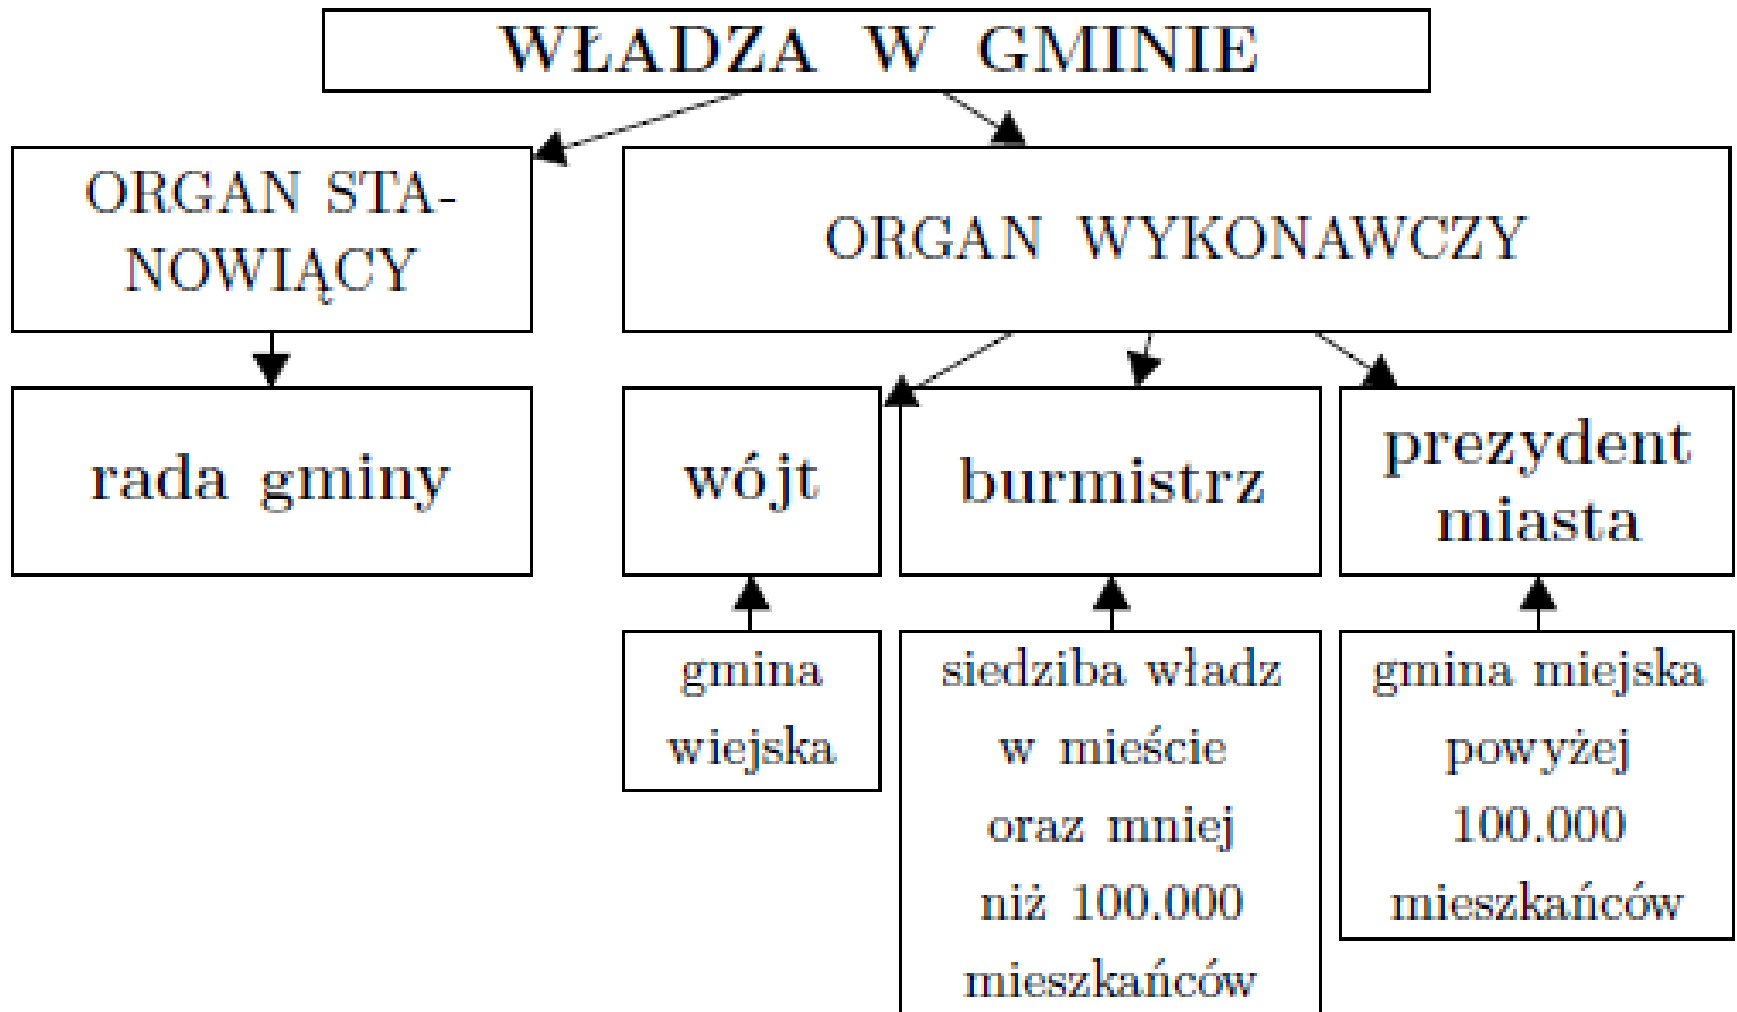 WŁADZA W GMINIE
ORGAN STA-
NOWIĄCY
ORGAN WYKONAWCZY
rada gminy
wójt
burmistrz
prezydent
miasta
gmina
wiejska
siedziba władz
w mieście
oraz mniej
niż 100.000
mieszkańców
gmina miejska
powyżej
100.000
mieszkańców